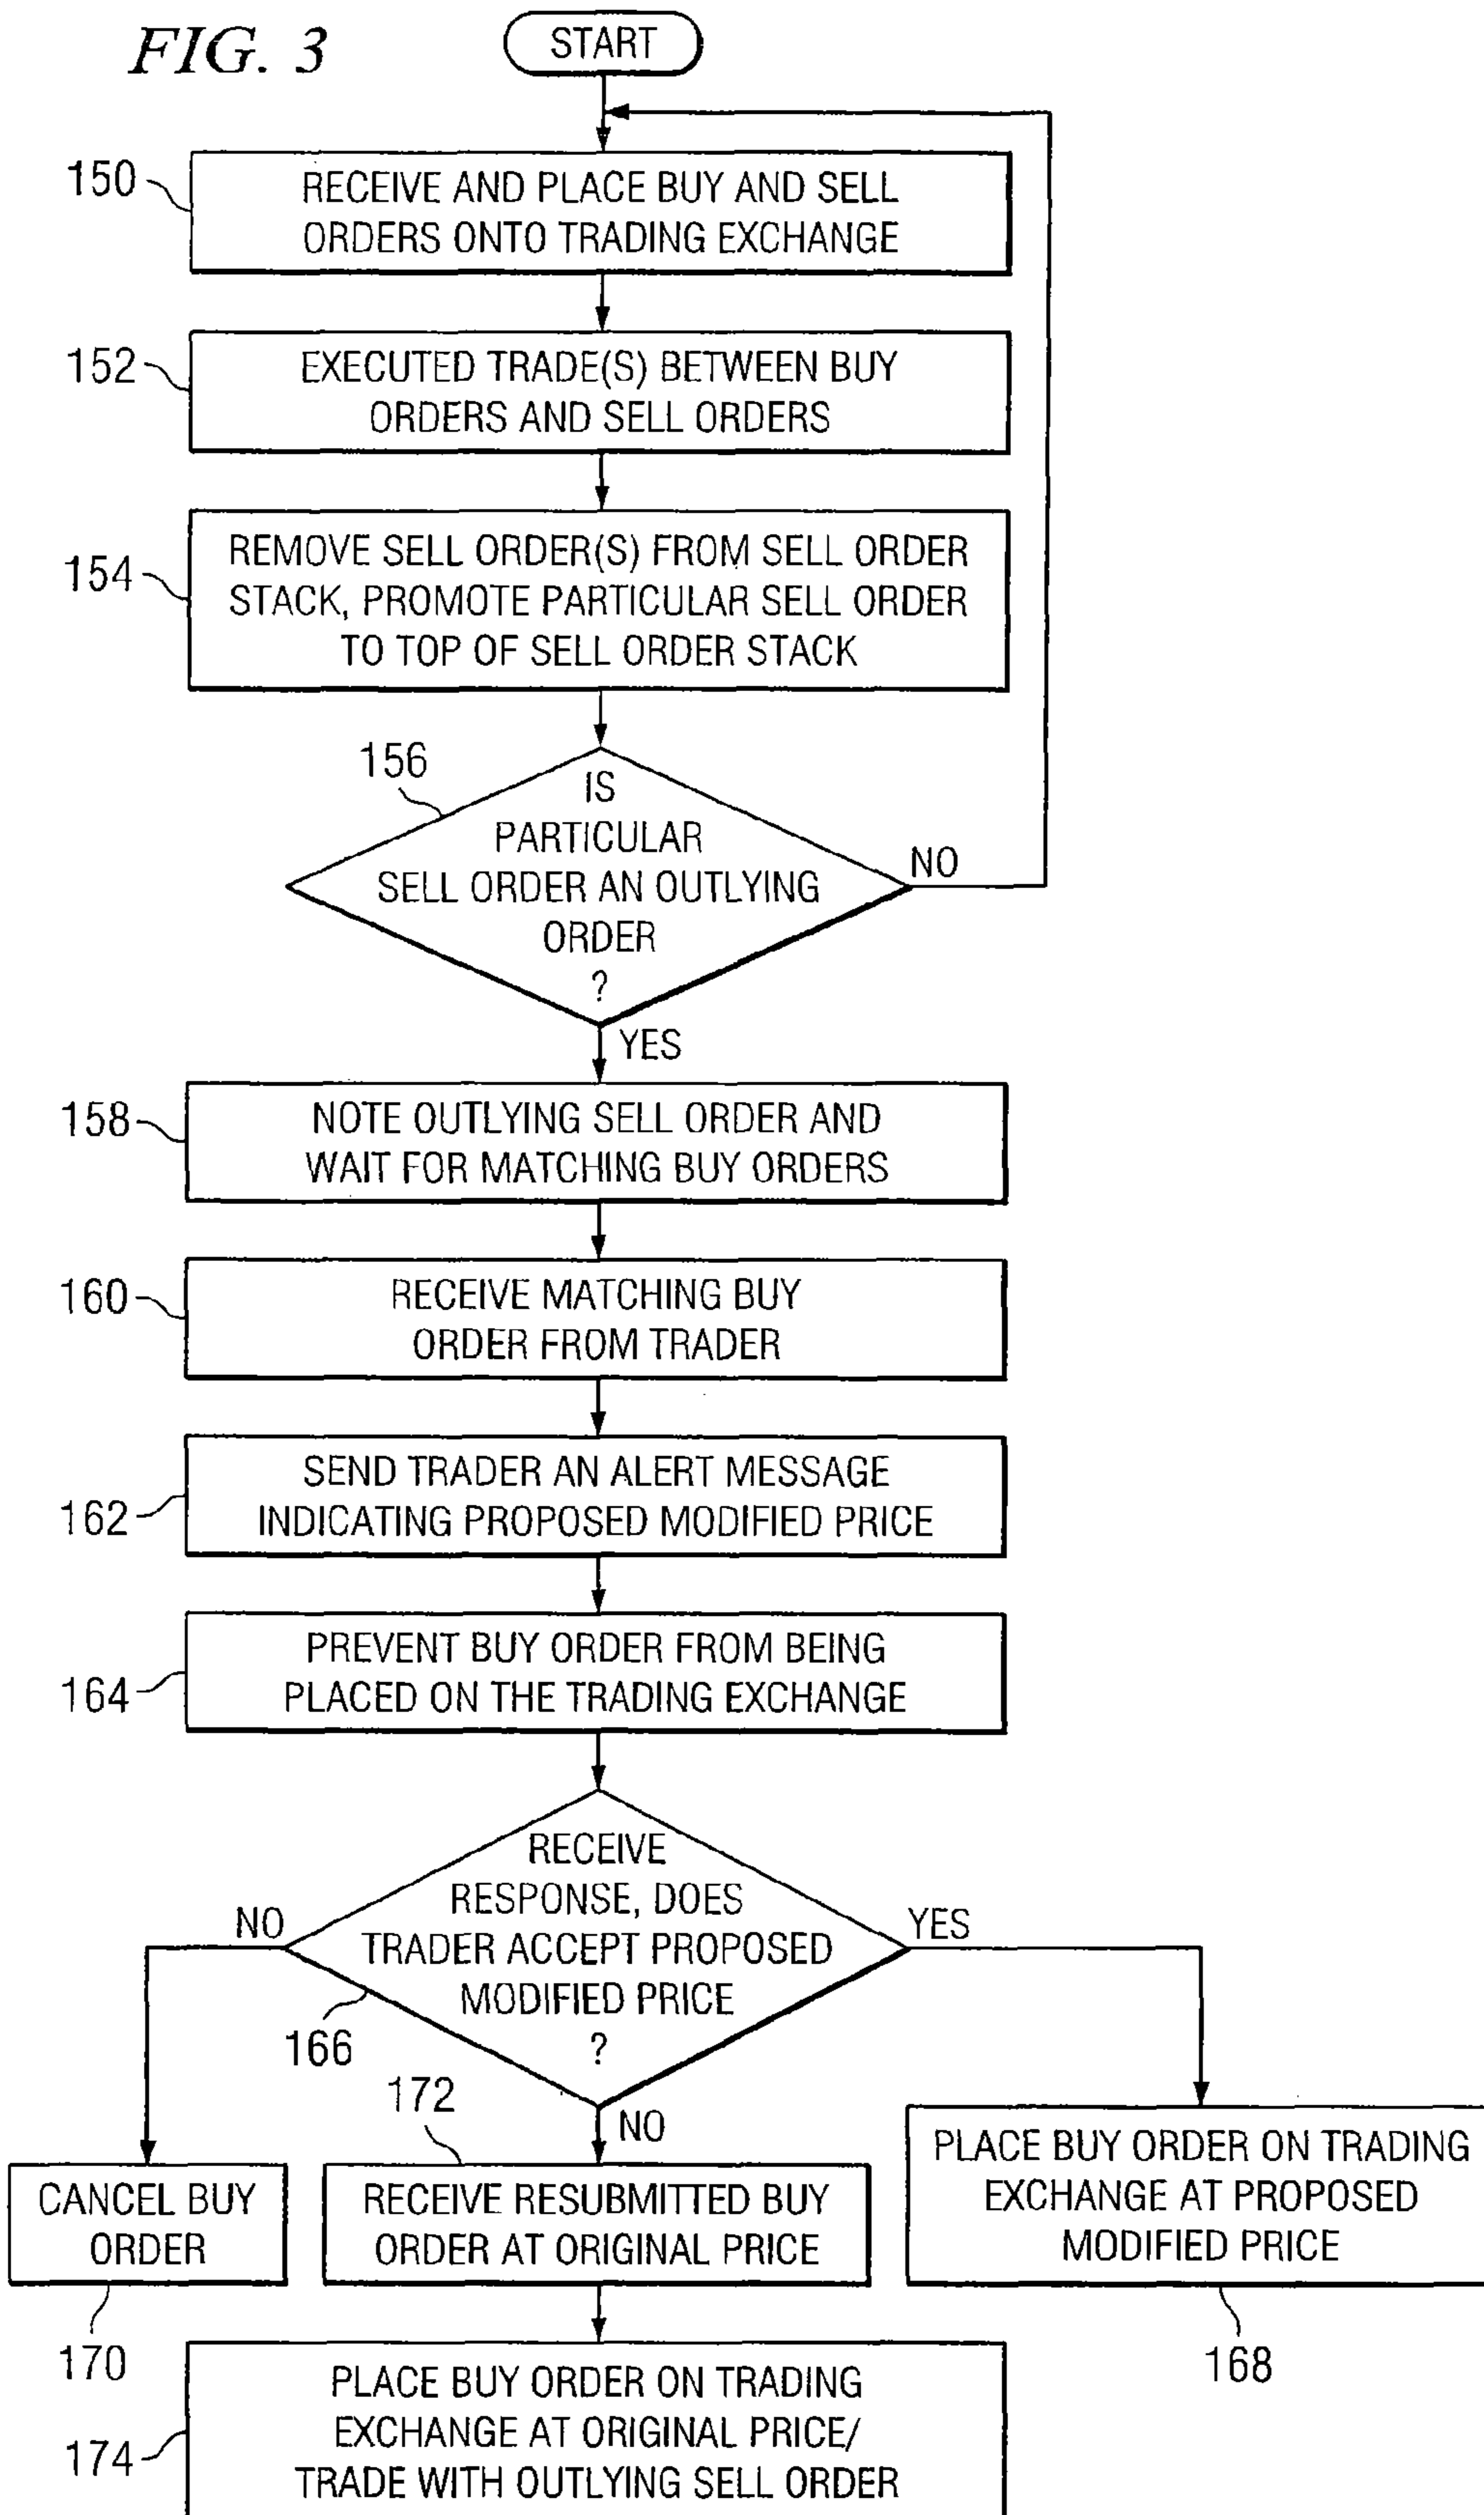 FIG. 3
START
150
RECEIVE AND PLACE BUY AND SELL
ORDERS ONTO TRADING EXCHANGE
152
EXECUTED TRADE(S) BETWEEN BUY
ORDERS AND SELL ORDERS
154
REMOVE SELL ORDER(S) FROM SELL ORDER
STACK, PROMOTE PARTICULAR SELL ORDER
TO TOP OF SELL ORDER STACK
156
IS
PARTICULAR
SELL ORDER AN OUTLYING
ORDER
?
NO
YES
158
NOTE OUTLYING SELL ORDER AND
WAIT FOR MATCHING BUY ORDERS
160
RECEIVE MATCHING BUY
ORDER FROM TRADER
162
SEND TRADER AN ALERT MESSAGE
INDICATING PROPOSED MODIFIED PRICE
164
PREVENT BUY ORDER FROM BEING
PLACED ON THE TRADING EXCHANGE
RECEIVE
RESPONSE, DOES
TRADER ACCEPT PROPOSED
MODIFIED PRICE
?
NO
YES
166
172
NO
CANCEL BUY
ORDER
170
RECEIVE RESUBMITTED BUY
ORDER AT ORIGINAL PRICE
PLACE BUY ORDER ON TRADING
EXCHANGE AT PROPOSED
MODIFIED PRICE
168
174
PLACE BUY ORDER ON TRADING
EXCHANGE AT ORIGINAL PRICE/
TRADE WITH OUTLYING SELL ORDER